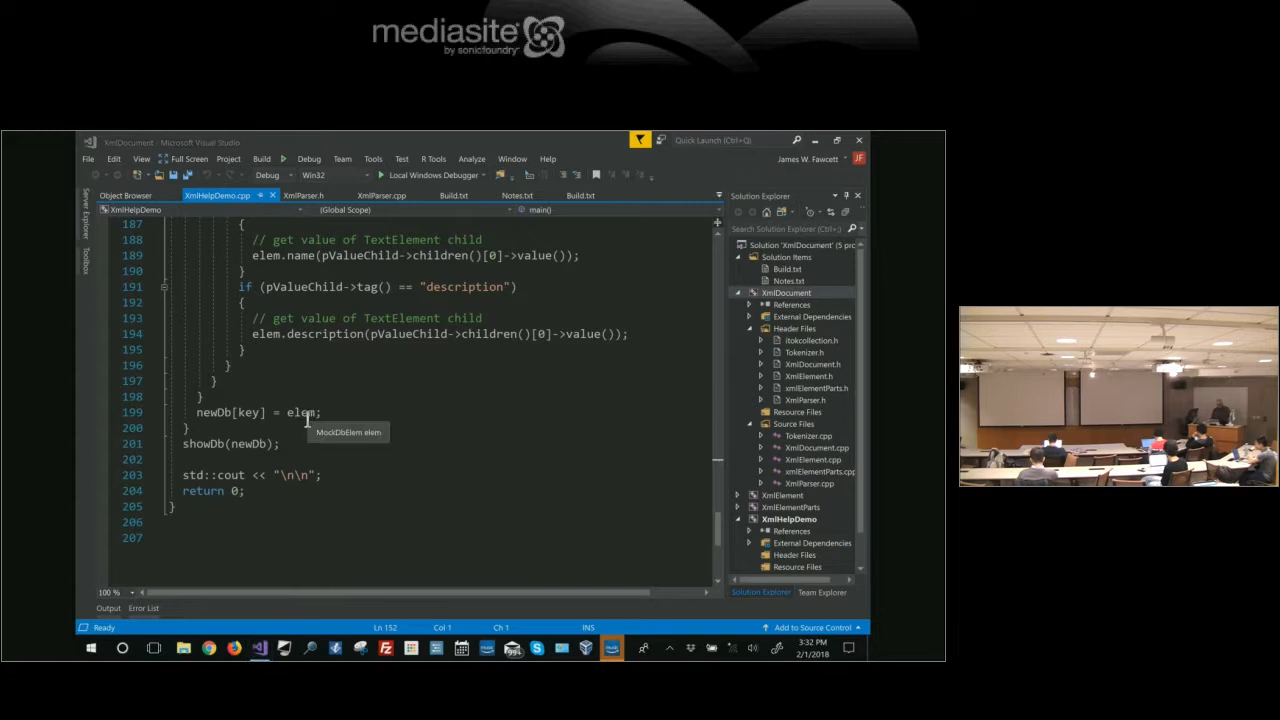 mediasite
by sonicfoundry
XmlDocument - Microsoft Visual Studio
Quick Launch (Ctrl+Q)
File Edit View Full Screen Project Build Debug Team Tools Test R Tools Analyze Window Help
James W. Fawcett JF
Debug Win32 Local Windows Debugger
Server Explorer
Toolbox
Object Browser XmlHelpDemo.cpp XmlParser.h XmlParser.cpp Build.txt Notes.txt Build.txt
XmlHelpDemo (Global Scope) main()
187 {
188 // get value of TextElement child
189 elem.name(pValueChild->children()[0]->value());
190 }
191 if (pValueChild->tag() == "description")
192 {
193 // get value of TextElement child
194 elem.description(pValueChild->children()[0]->value());
195 }
196 }
197 }
198 }
199 newDb[key] = elem;
MockDbElem elem
200 }
201 showDb(newDb);
202
203 std::cout << "\n\n";
204 return 0;
205 }
206
207
100 %
Output Error List
Solution Explorer
Search Solution Explorer (Ctrl+;)
Solution 'XmlDocument' (5 pro
Solution Items
Build.txt
Notes.txt
XmlDocument
References
External Dependencies
Header Files
itokcollection.h
Tokenizer.h
XmlDocument.h
XmlElement.h
xmlElementParts.h
XmlParser.h
Resource Files
Source Files
Tokenizer.cpp
XmlDocument.cpp
XmlElement.cpp
xmlElementParts.cpp
XmlParser.cpp
XmlElement
XmlElementParts
XmlHelpDemo
References
External Dependencies
Header Files
Resource Files
Solution Explorer Team Explorer
Ready Ln 152 Col 1 Ch 1 INS Add to Source Control
99+
3:32 PM
2/1/2018